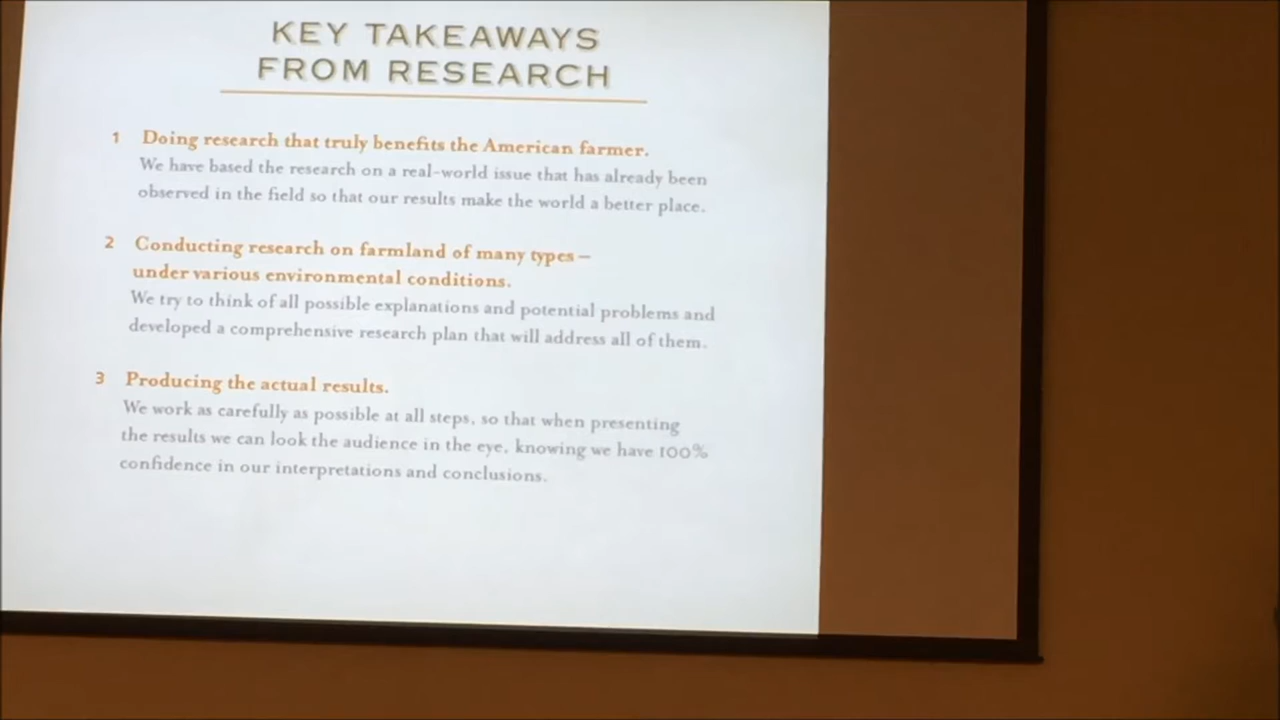 KEY TAKEAWAYS
FROM RESEARCH
1 Doing research that truly benefits the American farmer.
We have based the research on a real-world issue that has already been
observed in the field so that our results make the world a better place.
2 Conducting research on farmland of many types –
under various environmental conditions.
We try to think of all possible explanations and potential problems and
developed a comprehensive research plan that will address all of them.
3 Producing the actual results.
We work as carefully as possible at all steps, so that when presenting
the results we can look the audience in the eye, knowing we have 100%
confidence in our interpretations and conclusions.